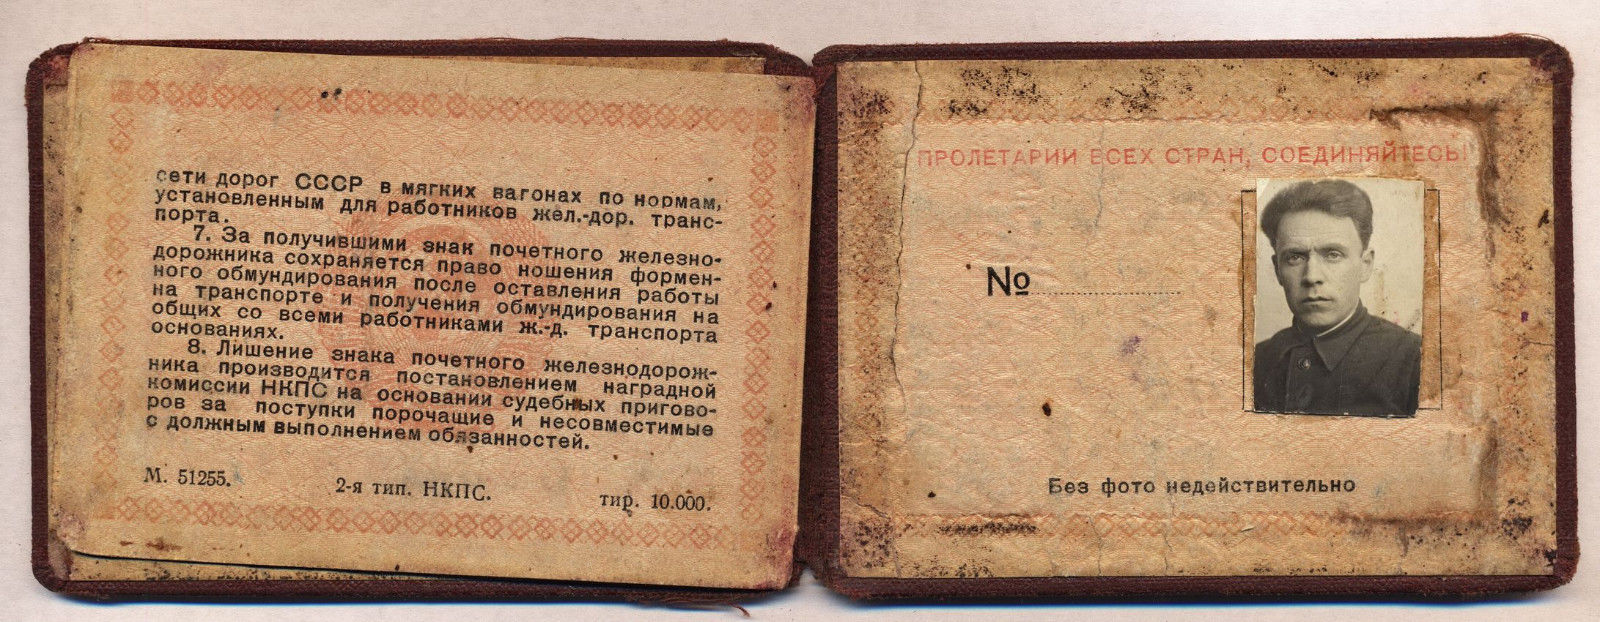 сети дорог СССР в мягких вагонах по нормам,
установленным для работников жел.-дор. транс-
порта.
7. За получившими знак почетного железно-
дорожника сохраняется право ношения формен-
ного обмундирования после оставления работы
на транспорте и получения обмундирования на
общих со всеми работниками ж.-д. транспорта
основаниях.
8. Лишение знака почетного железнодорож-
ника производится постановлением наградной
комиссии НКПС на основании судебных пригово-
ров за поступки порочащие и несовместимые
с должным выполнением обязанностей.
М. 51255.
2-я тип. НКПС.
тир. 10.000.
ПРОЛЕТАРИИ ВСЕХ СТРАН, СОЕДИНЯЙТЕСЬ!
№
Без фото недействительно